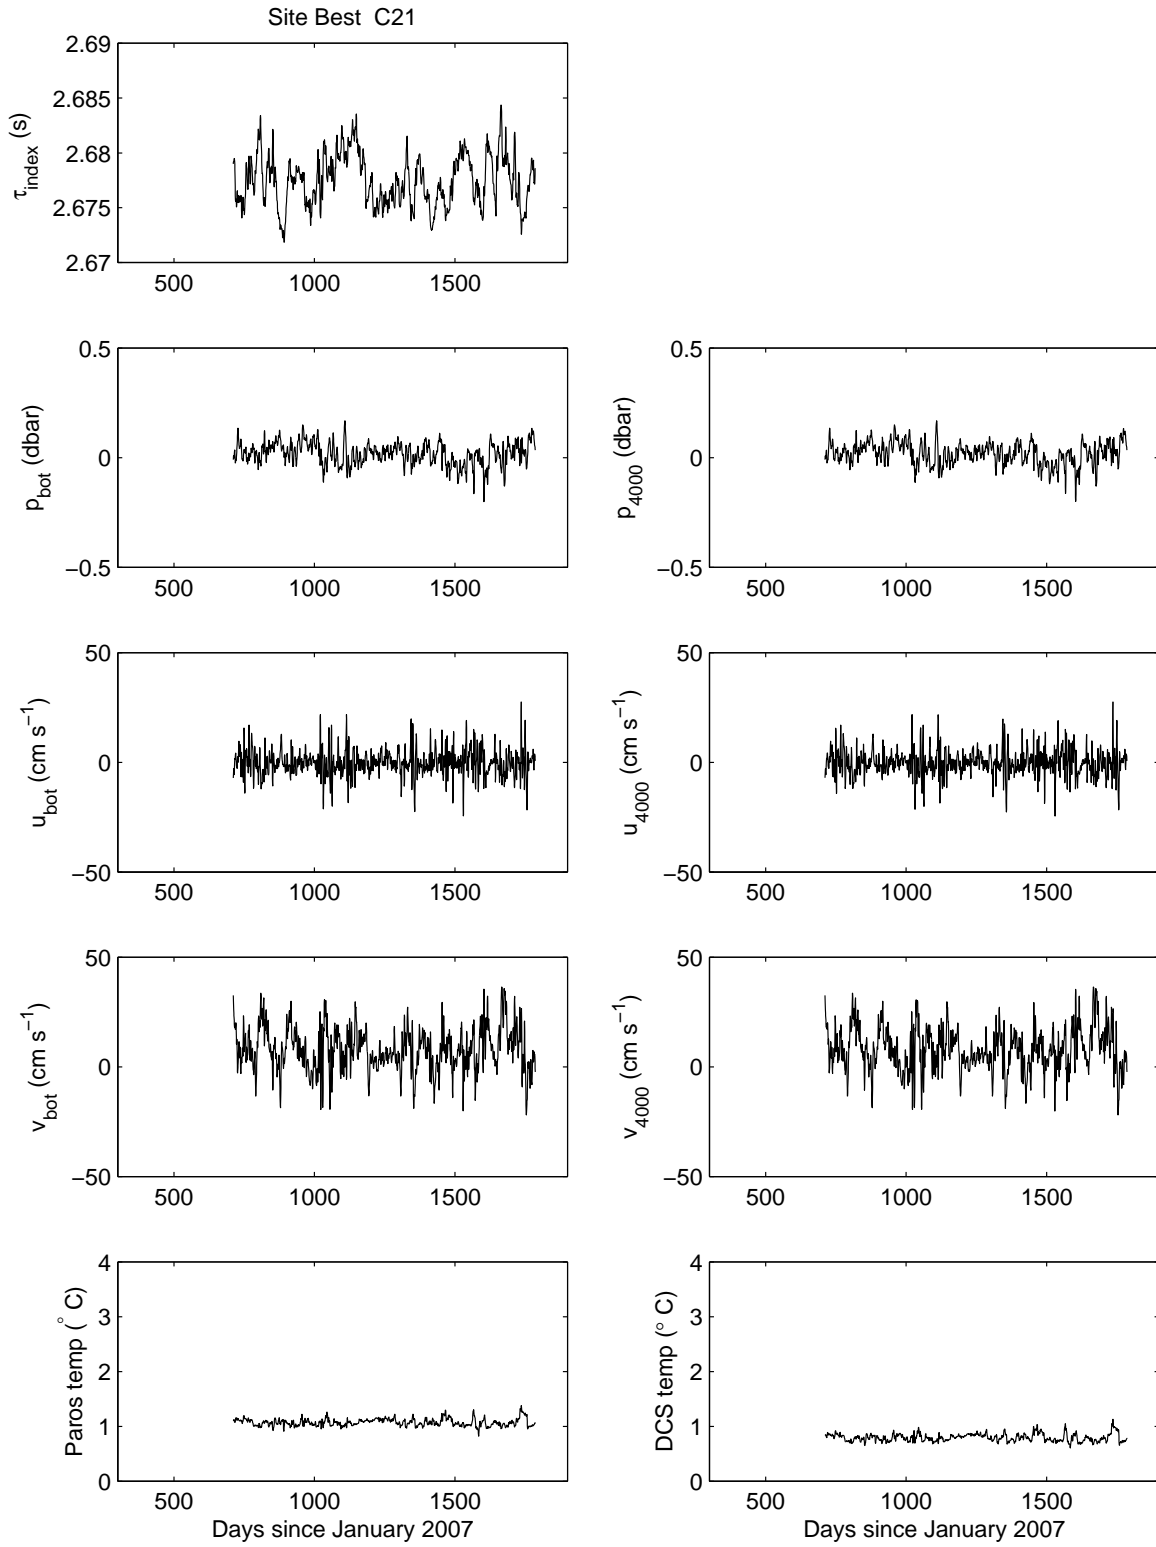 Site Best C21
τindex (s)
2.69
2.685
2.68
2.675
2.67
500 1000 1500
pbot (dbar)
0.5
0
−0.5
500 1000 1500
p4000 (dbar)
0.5
0
−0.5
500 1000 1500
ubot (cm s−1)
50
0
−50
500 1000 1500
u4000 (cm s−1)
50
0
−50
500 1000 1500
vbot (cm s−1)
50
0
−50
500 1000 1500
v4000 (cm s−1)
50
0
−50
500 1000 1500
Paros temp (° C)
4
3
2
1
0
500 1000 1500
Days since January 2007
DCS temp (° C)
4
3
2
1
0
500 1000 1500
Days since January 2007